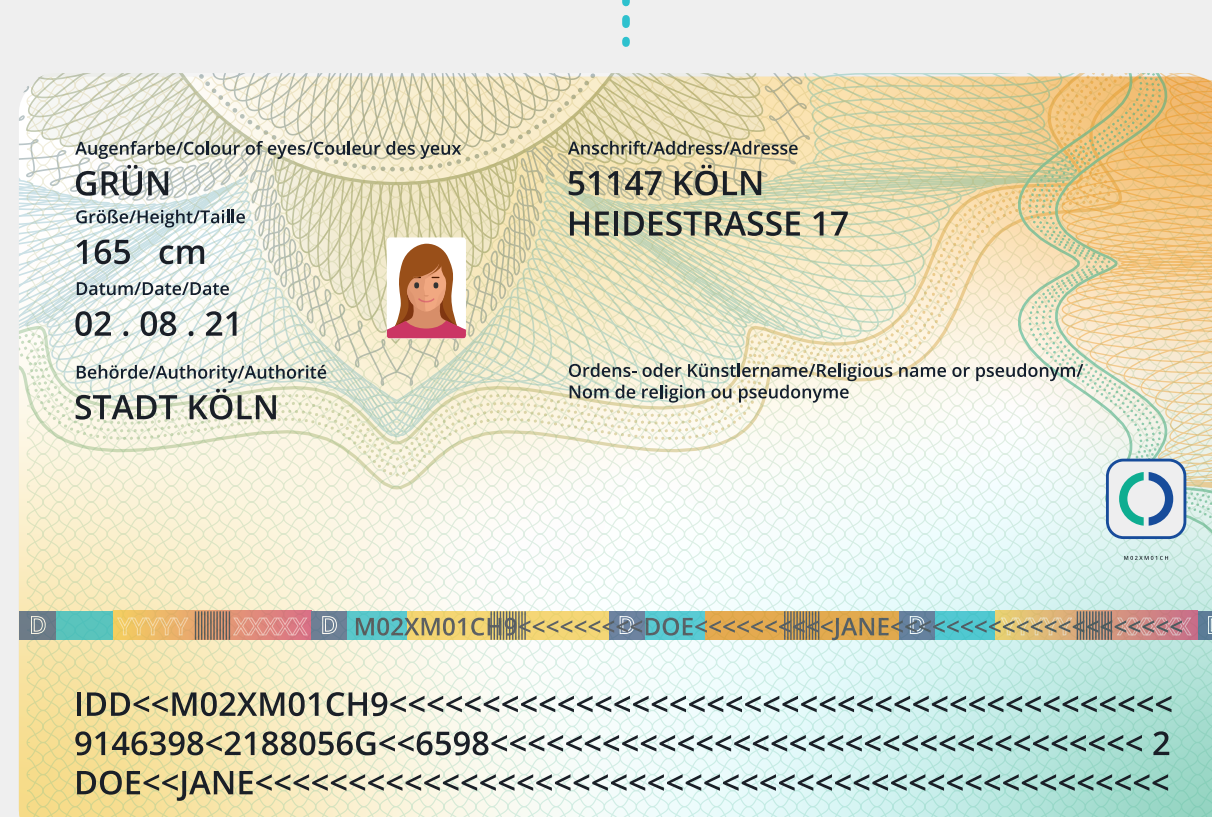 Augenfarbe/Colour of eyes/Couleur des yeux
GRÜN
Größe/Height/Taille
165 cm
Datum/Date/Date
02 . 08 . 21
Behörde/Authority/Authorité
STADT KÖLN
Anschrift/Address/Adresse
51147 KÖLN
HEIDESTRASSE 17
Ordens- oder Künstlername/Religious name or pseudonym/
Nom de religion ou pseudonyme
M02XM01CH
D YYYY XXXX D M02XM01CH9<<<<<<<<D DOE<<<<<<<<<<JANE<<D<<<<<<<<<<<<<<<<<<
IDD<<M02XM01CH9<<<<<<<<<<<<<<<<<<<<<<<<<<<<<<<<<<<<<<<<<<
9146398<2188056G<<6598<<<<<<<<<<<<<<<<<<<<<<<<<<<<<<<<<<< 2
DOE<<JANE<<<<<<<<<<<<<<<<<<<<<<<<<<<<<<<<<<<<<<<<<<<<<<<<<